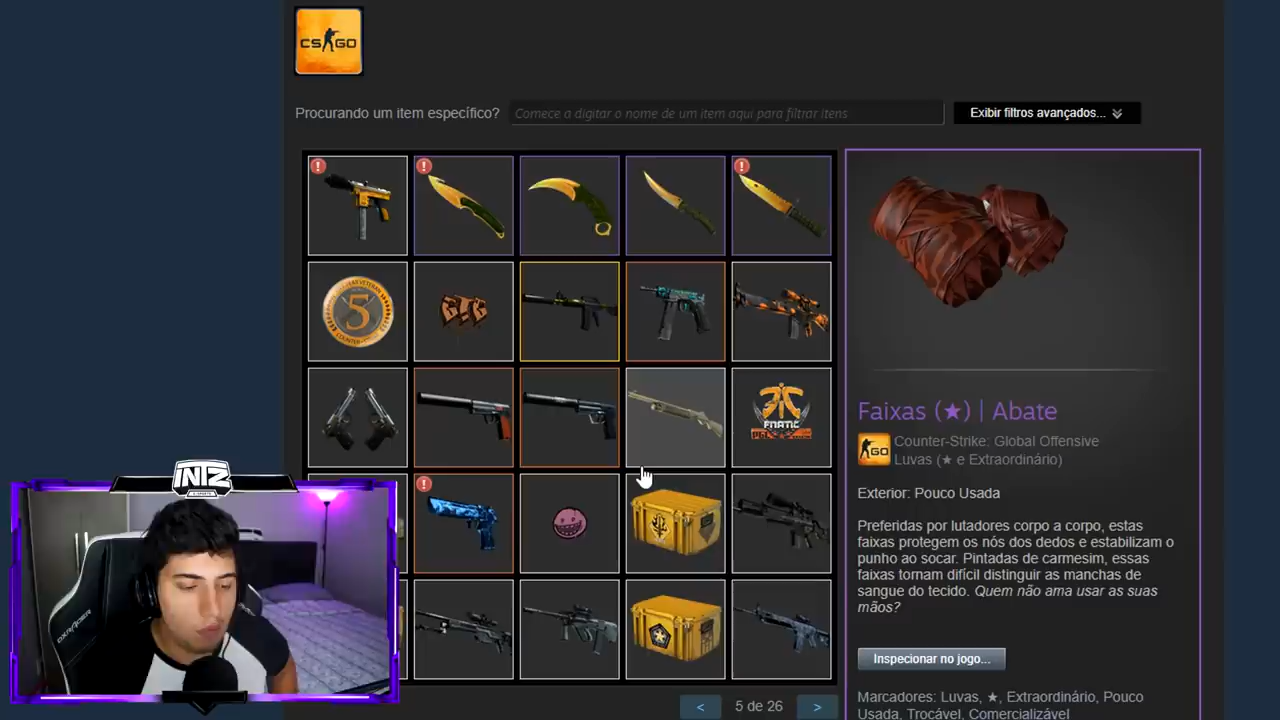 CS GO
Procurando um item específico?
Comece a digitar o nome de um item aqui para filtrar itens
Exibir filtros avançados...
5
FNATIC
Faixas (★) | Abate
GO
Counter-Strike: Global Offensive
Luvas (★ e Extraordinário)
Exterior: Pouco Usada
Preferidas por lutadores corpo a corpo, estas
faixas protegem os nós dos dedos e estabilizam o
punho ao socar. Pintadas de carmesim, essas
faixas tornam difícil distinguir as manchas de
sangue do tecido. Quem não ama usar as suas
mãos?
Inspecionar no jogo...
Marcadores: Luvas, ★, Extraordinário, Pouco
Usada, Trocável, Comercializável
< 5 de 26 >
INTZ
DXRACER